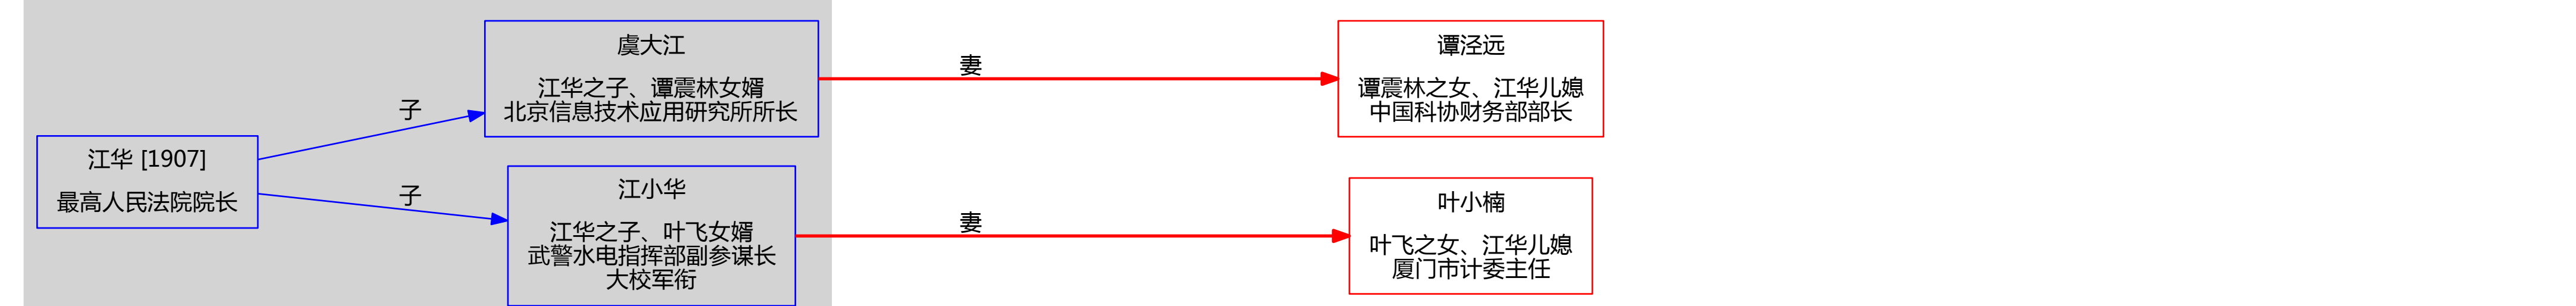 江华 [1907]
最高人民法院院长
子
子
虞大江
江华之子、谭震林女婿
北京信息技术应用研究所所长
江小华
江华之子、叶飞女婿
武警水电指挥部副参谋长
大校军衔
妻
妻
谭泾远
谭震林之女、江华儿媳
中国科协财务部部长
叶小楠
叶飞之女、江华儿媳
厦门市计委主任